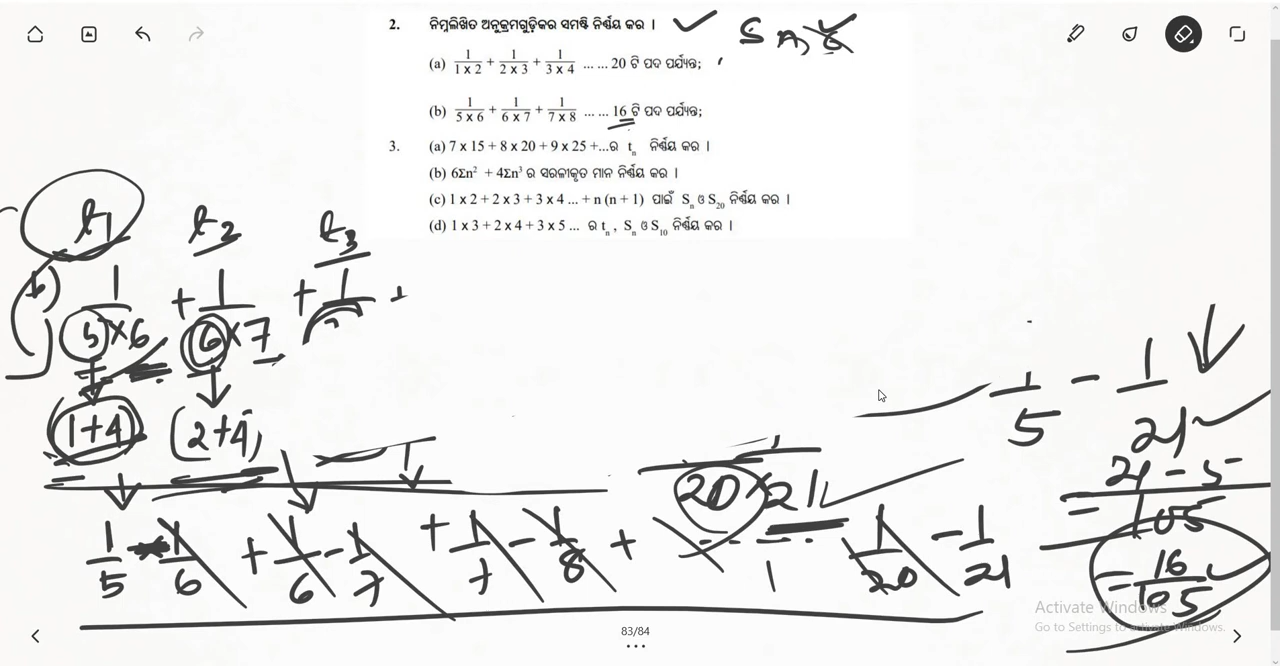 2. ନିମ୍ନଲିଖିତ ଅନୁକ୍ରମଗୁଡ଼ିକର ସମଷ୍ଟି ନିର୍ଣ୍ଣୟ କର ।
(a) 1/(1 x 2) + 1/(2 x 3) + 1/(3 x 4) ... ... 20 ଟି ପଦ ପର୍ଯ୍ୟନ୍ତ;
(b) 1/(5 x 6) + 1/(6 x 7) + 1/(7 x 8) ... ... 16 ଟି ପଦ ପର୍ଯ୍ୟନ୍ତ;
3. (a) 7 x 15 + 8 x 20 + 9 x 25 +...ର tₙ ନିର୍ଣ୍ଣୟ କର ।
(b) 6Σn² + 4Σn³ ର ସରଳୀକୃତ ମାନ ନିର୍ଣ୍ଣୟ କର ।
(c) 1 x 2 + 2 x 3 + 3 x 4 ... + n (n + 1) ପାଇଁ Sₙ ଓ S₂₀ ନିର୍ଣ୍ଣୟ କର ।
(d) 1 x 3 + 2 x 4 + 3 x 5 ... ର tₙ , Sₙ ଓ S₁₀ ନିର୍ଣ୍ଣୟ କର ।
t₁ t₂ t₃
b) 1/(5 x 6) + 1/(6 x 7) + 1 +
(1+4) (2+4)
20 x 21
1/5 - 1/6 + 1/6 - 1/7 + 1/7 - 1/8 + - - - - 1/20 - 1/21
1/5 - 1/21
= 21 - 5/105
= 16/105
Activate Windows
Go to Settings to activate Windows.
83/84